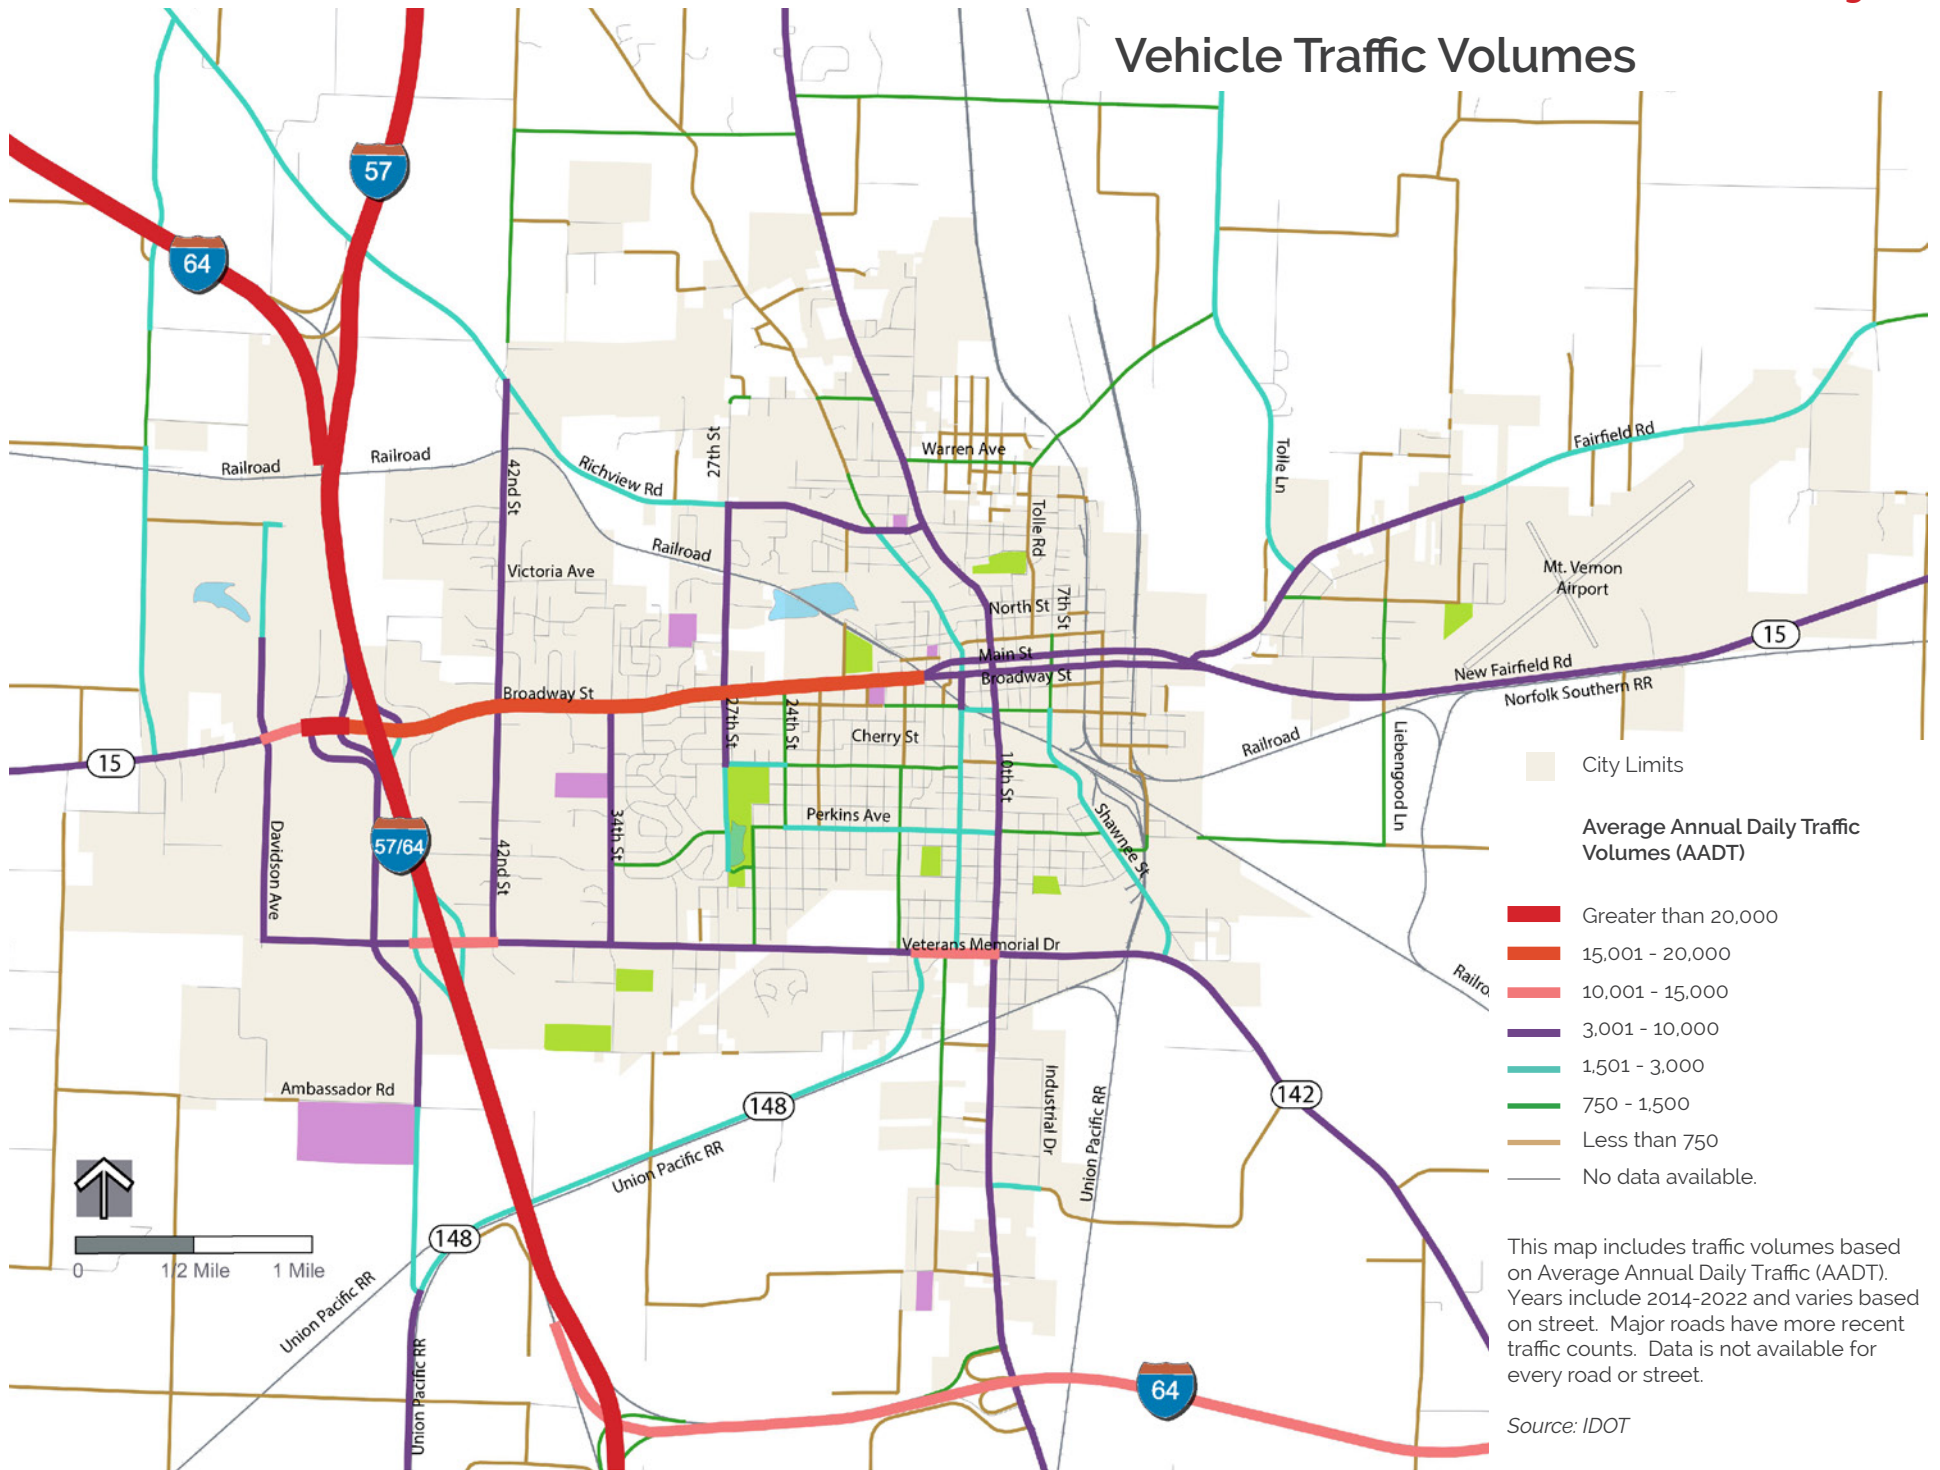 Vehicle Traffic Volumes
57
64
Railroad
Railroad
42nd St
Richview Rd
27th St
Warren Ave
Tolle Rd
Tolle Ln
Fairfield Rd
Railroad
Victoria Ave
Mt. Vernon
Airport
North St
7th St
15
Main St
Broadway St
New Fairfield Rd
Norfolk Southern RR
Broadway St
27th St
24th St
Cherry St
10th St
Railroad
Liebengood Ln
15
Perkins Ave
Shawnee St
34th St
42nd St
Davidson Ave
57/64
Veterans Memorial Dr
Railro
Ambassador Rd
148
142
Industrial Dr
Union Pacific RR
Union Pacific RR
148
0
1/2 Mile
1 Mile
Union Pacific RR
Union Pacific RR
64
City Limits
Average Annual Daily Traffic
Volumes (AADT)
Greater than 20,000
15,001 - 20,000
10,001 - 15,000
3,001 - 10,000
1,501 - 3,000
750 - 1,500
Less than 750
No data available.
This map includes traffic volumes based
on Average Annual Daily Traffic (AADT).
Years include 2014-2022 and varies based
on street. Major roads have more recent
traffic counts. Data is not available for
every road or street.
Source: IDOT